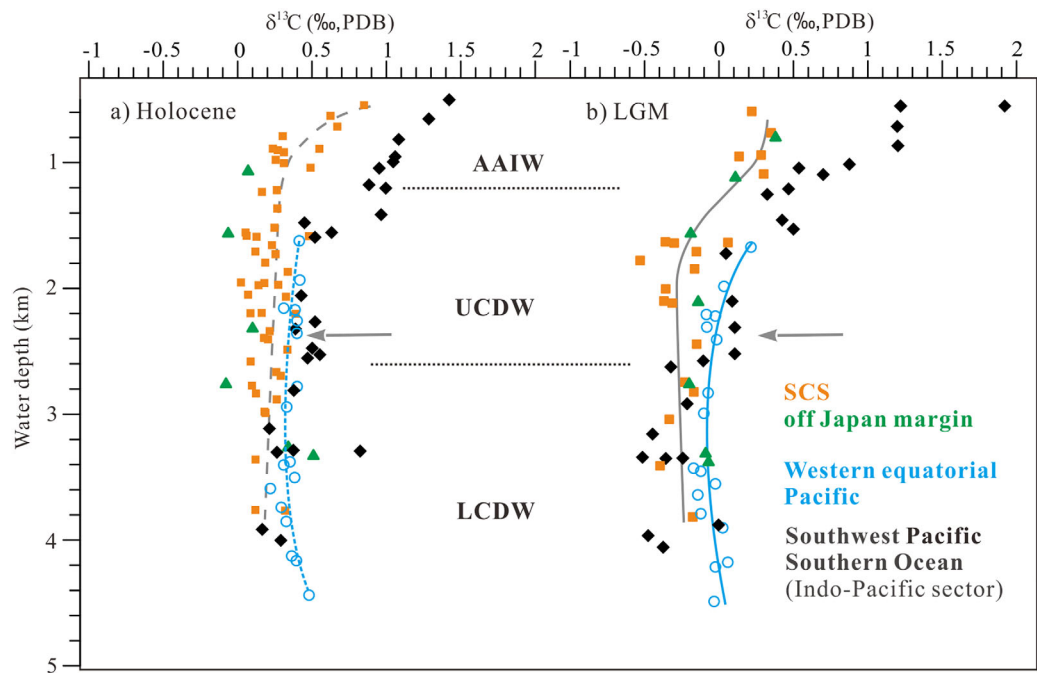 δ¹³C (‰,PDB) δ¹³C (‰,PDB)
-1 -0.5 0 0.5 1 1.5 2 -0.5 0 0.5 1 1.5 2
-1
a) Holocene b) LGM
1
AAIW
2
UCDW
Water depth (km)
SCS
off Japan margin
3
Western equatorial
Pacific
LCDW
4
Southwest Pacific
Southern Ocean
(Indo-Pacific sector)
5